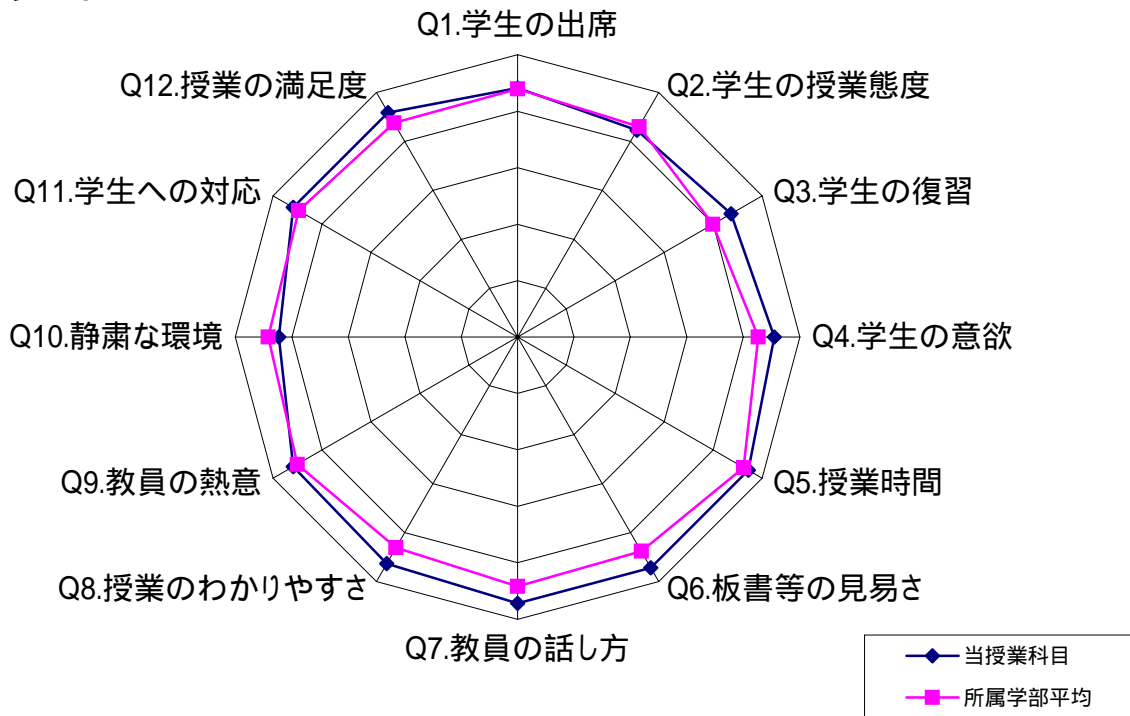 Q1.学生の出席
Q2.学生の授業態度
Q3.学生の復習
Q4.学生の意欲
Q5.授業時間
Q6.板書等の見易さ
Q7.教員の話し方
Q8.授業のわかりやすさ
Q9.教員の熱意
Q10.静粛な環境
Q11.学生への対応
Q12.授業の満足度
当授業科目
所属学部平均